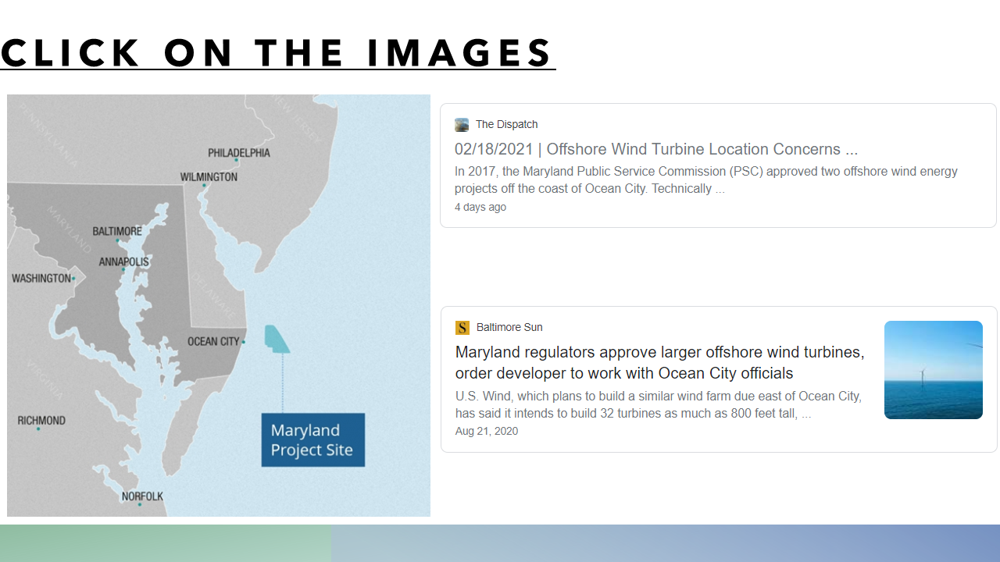 CLICK ON THE IMAGES
PENNSYLVANIA
NEW JERSEY
PHILADELPHIA
WILMINGTON
MARYLAND
BALTIMORE
ANNAPOLIS
WASHINGTON
DELAWARE
OCEAN CITY
VIRGINIA
RICHMOND
Maryland
Project Site
NORFOLK
The Dispatch
02/18/2021 | Offshore Wind Turbine Location Concerns ...
In 2017, the Maryland Public Service Commission (PSC) approved two offshore wind energy
projects off the coast of Ocean City. Technically ...
4 days ago
S Baltimore Sun
Maryland regulators approve larger offshore wind turbines,
order developer to work with Ocean City officials
U.S. Wind, which plans to build a similar wind farm due east of Ocean City,
has said it intends to build 32 turbines as much as 800 feet tall, ...
Aug 21, 2020